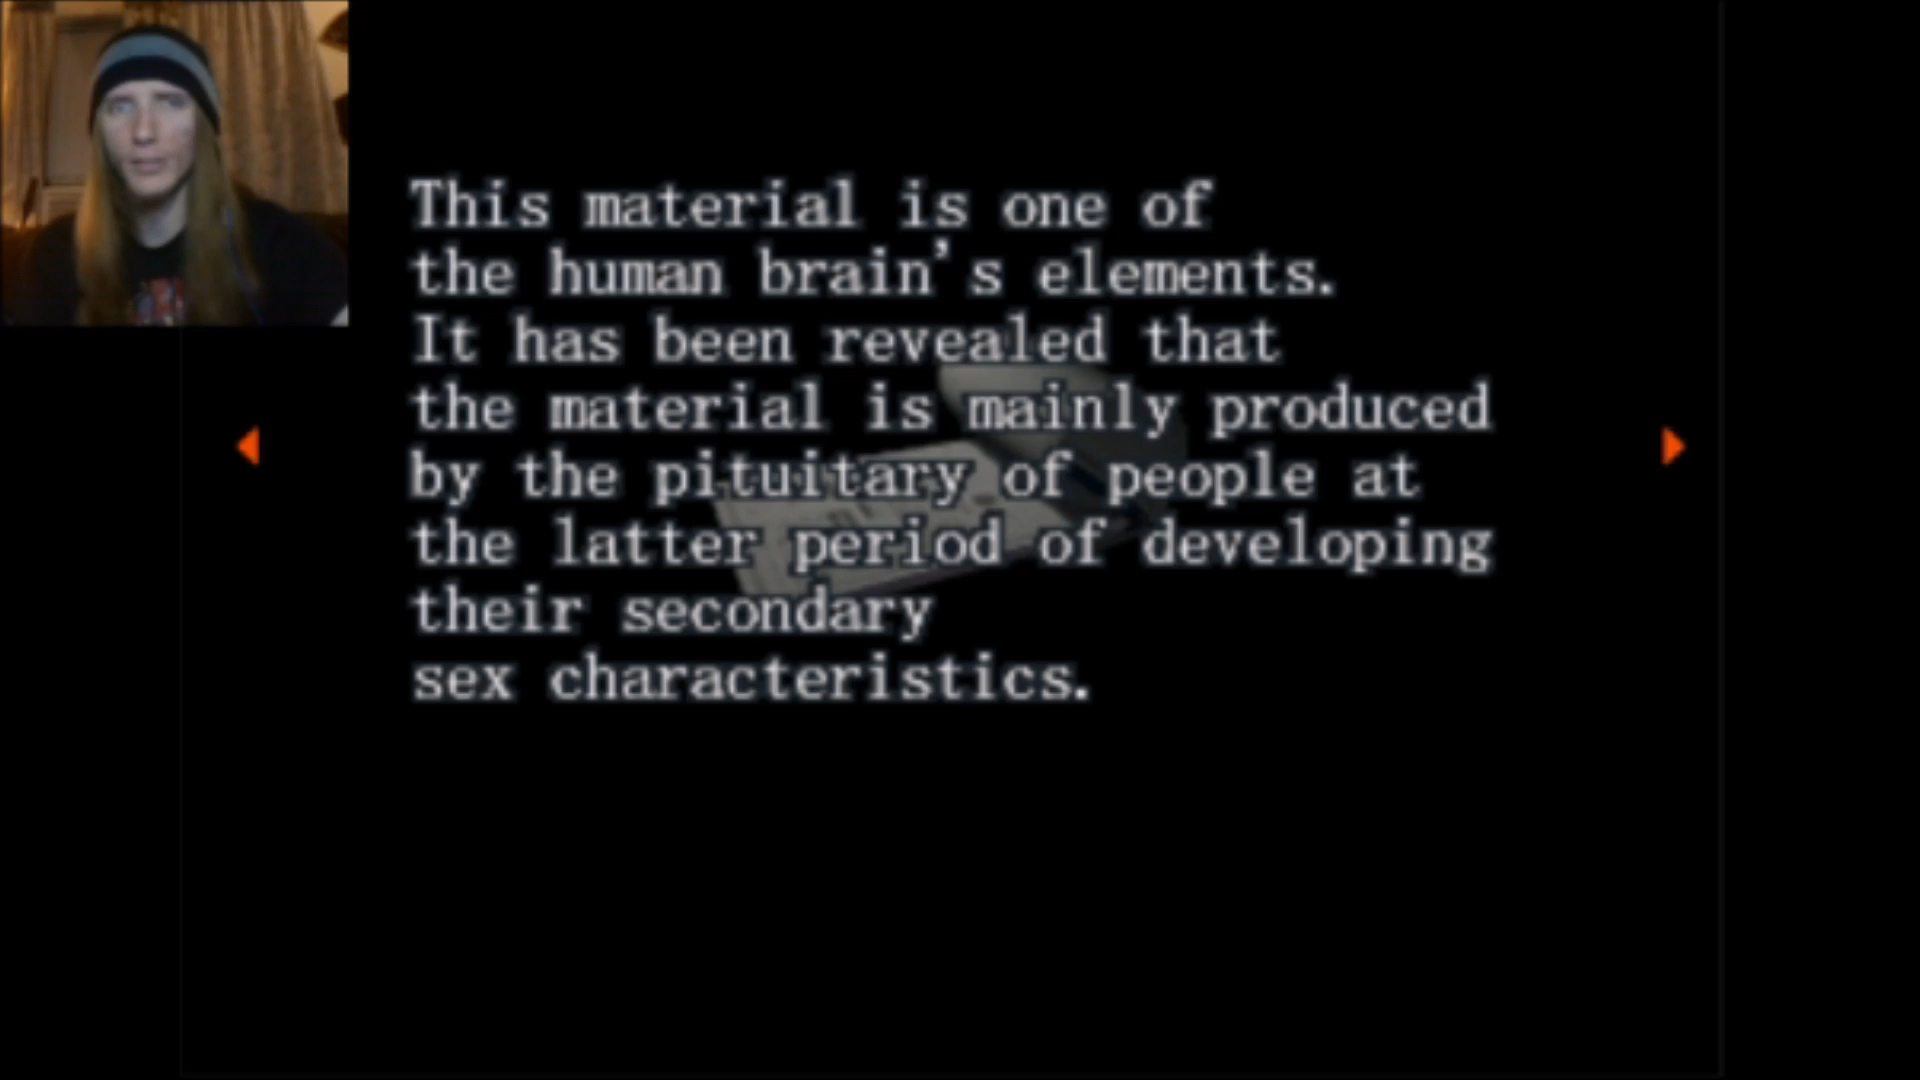 This material is one of
the human brain's elements.
It has been revealed that
the material is mainly produced
by the pituitary of people at
the latter period of developing
their secondary
sex characteristics.